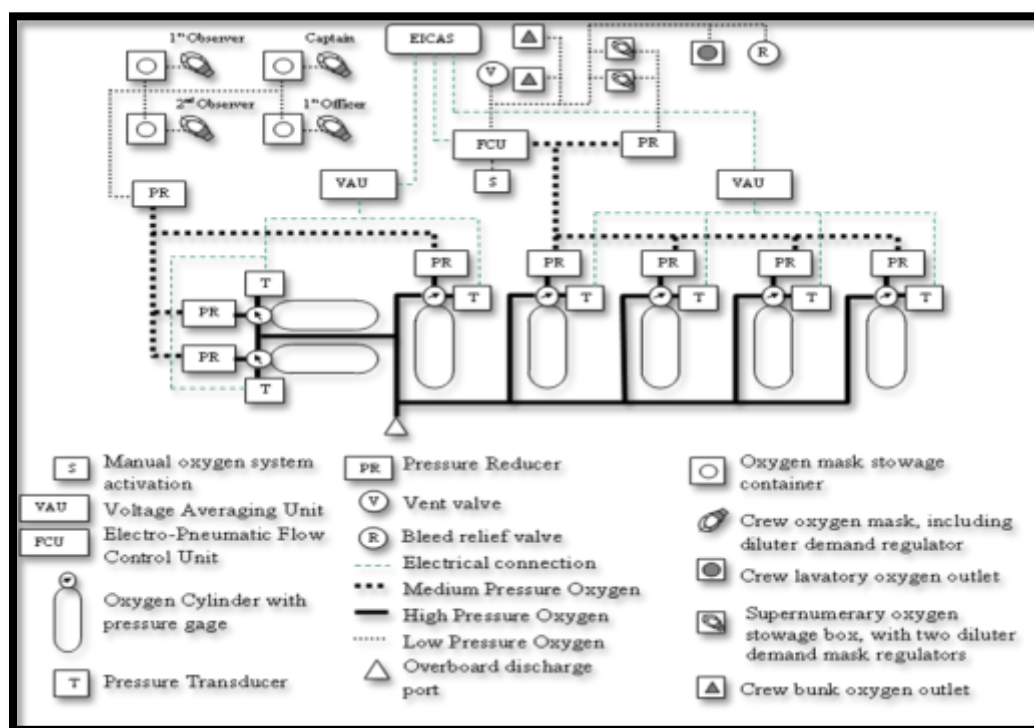 1st Observer
Captain
EICAS
2nd Observer
1st Officer
V
R
FCU
PR
S
PR
VAU
VAU
PR
PR
PR
PR
PR
T
T
T
T
T
T
PR
PR
T
S
Manual oxygen system
activation
VAU
Voltage Averaging Unit
FCU
Electro-Pneumatic Flow
Control Unit
Oxygen Cylinder with
pressure gage
T
Pressure Transducer
PR
Pressure Reducer
V
Vent valve
R
Bleed relief valve
Electrical connection
Medium Pressure Oxygen
High Pressure Oxygen
Low Pressure Oxygen
Overboard discharge
port
Oxygen mask stowage
container
Crew oxygen mask, including
diluter demand regulator
Crew lavatory oxygen outlet
Supernumerary oxygen
stowage box, with two diluter
demand mask regulators
Crew bunk oxygen outlet